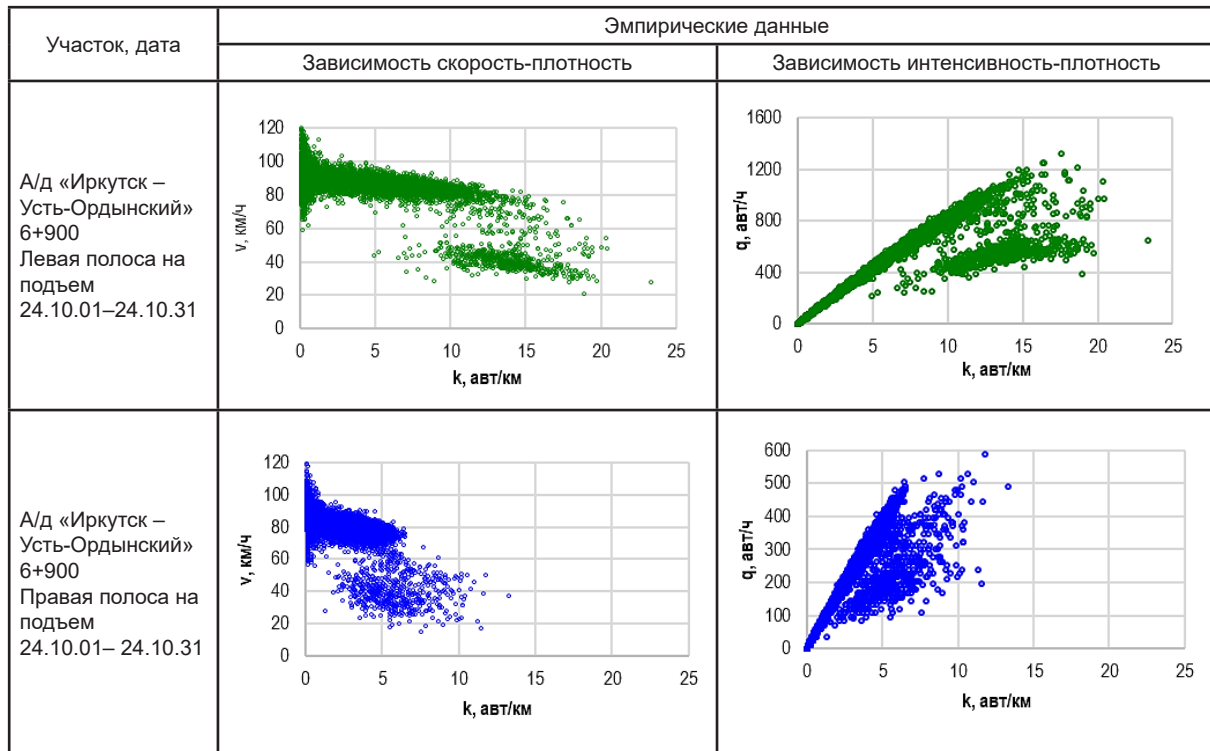 Участок, дата
Эмпирические данные
Зависимость скорость-плотность
Зависимость интенсивность-плотность
А/д «Иркутск –
Усть-Ордынский»
6+900
Левая полоса на
подъем
24.10.01–24.10.31
v, км/ч
120
100
80
60
40
20
0
0 5 10 15 20 25
k, авт/км
q, авт/ч
1600
1200
800
400
0
0 5 10 15 20 25
k, авт/км
А/д «Иркутск –
Усть-Ордынский»
6+900
Правая полоса на
подъем
24.10.01– 24.10.31
v, км/ч
120
100
80
60
40
20
0
0 5 10 15 20 25
k, авт/км
q, авт/ч
600
500
400
300
200
100
0
0 5 10 15 20 25
k, авт/км